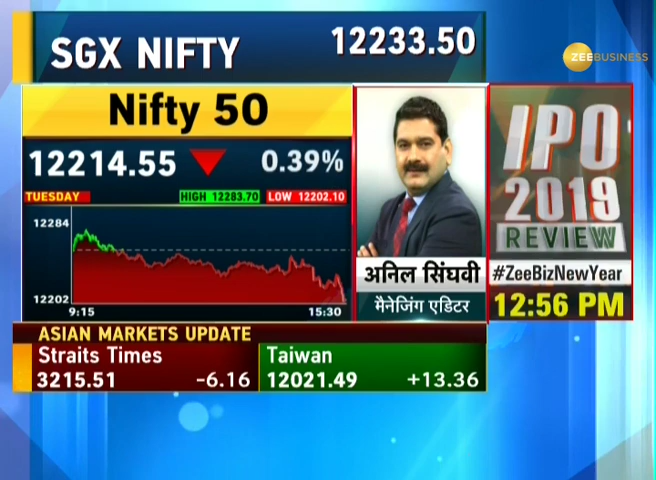 SGX NIFTY
12233.50
ZEEBUSINESS
Nifty 50
12214.55
0.39%
TUESDAY
HIGH 12283.70
LOW 12202.10
12284
12202
9:15
15:30
अनिल सिंघवी
मैनेजिंग एडिटर
IPO
2019
REVIEW
#ZeeBizNewYear
12:56 PM
ASIAN MARKETS UPDATE
Straits Times
3215.51 -6.16
Taiwan
12021.49 +13.36